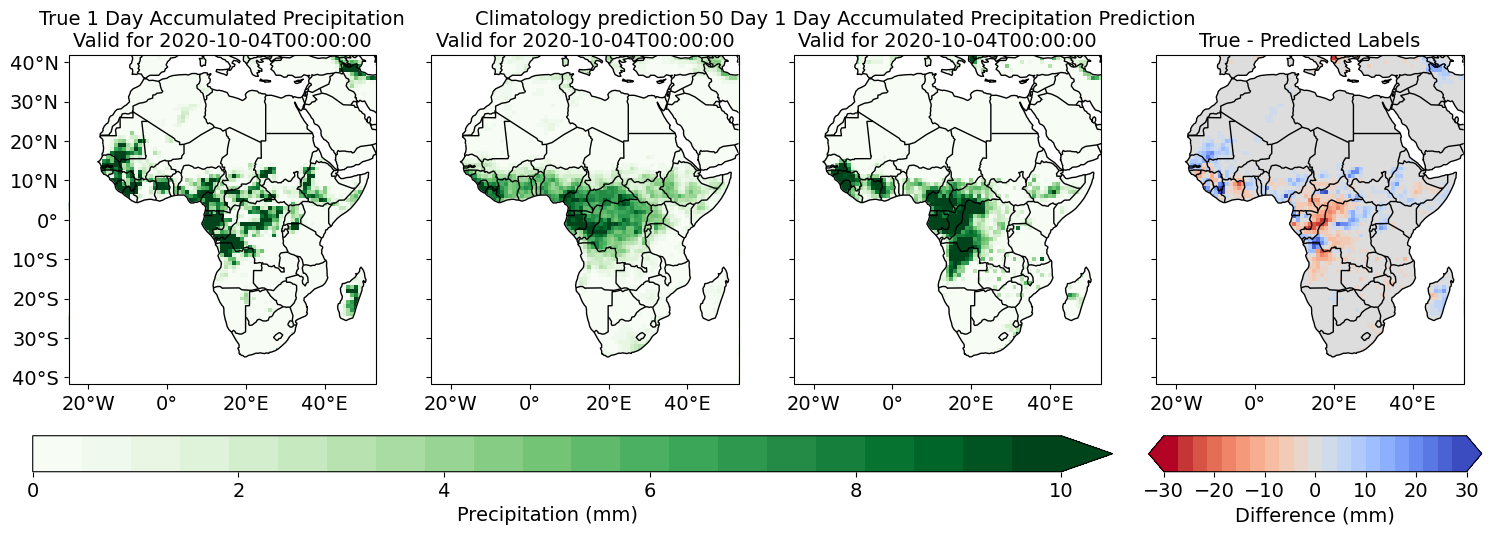 True 1 Day Accumulated Precipitation
Valid for 2020-10-04T00:00:00
Climatology prediction
Valid for 2020-10-04T00:00:00
50 Day 1 Day Accumulated Precipitation Prediction
Valid for 2020-10-04T00:00:00
True - Predicted Labels
40°N
30°N
20°N
10°N
0°
10°S
20°S
30°S
40°S
20°W 0° 20°E 40°E
20°W 0° 20°E 40°E
20°W 0° 20°E 40°E
20°W 0° 20°E 40°E
0 2 4 6 8 10
Precipitation (mm)
−30 −20 −10 0 10 20 30
Difference (mm)